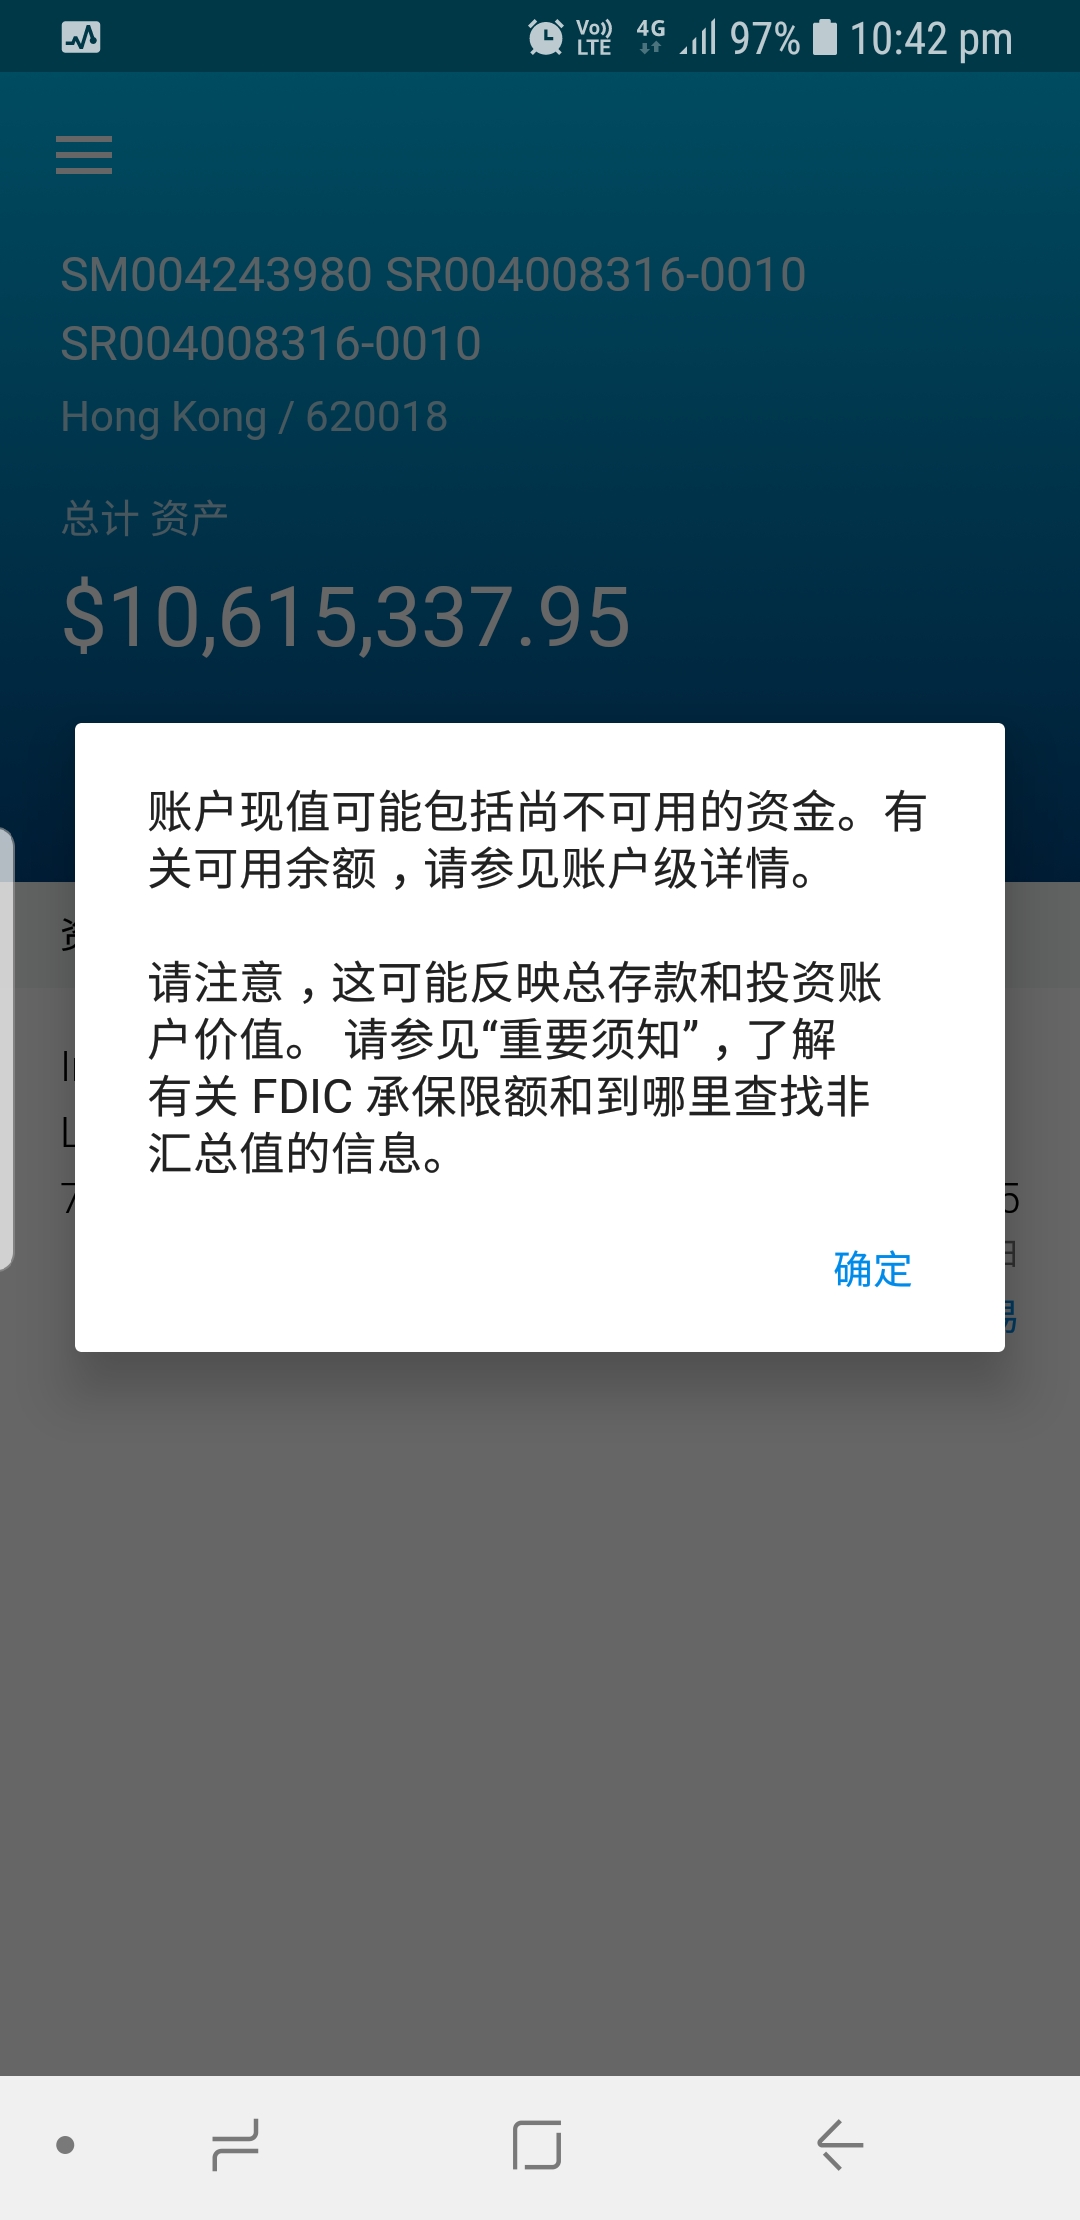 Vo)) LTE 4G 97% 10:42 pm
SM004243980 SR004008316-0010
SR004008316-0010
Hong Kong / 620018
总计 资产
$10,615,337.95
账户现值可能包括尚不可用的资金。有
关可用余额，请参见账户级详情。
请注意，这可能反映总存款和投资账
户价值。 请参见“重要须知”，了解
有关 FDIC 承保限额和到哪里查找非
汇总值的信息。
确定